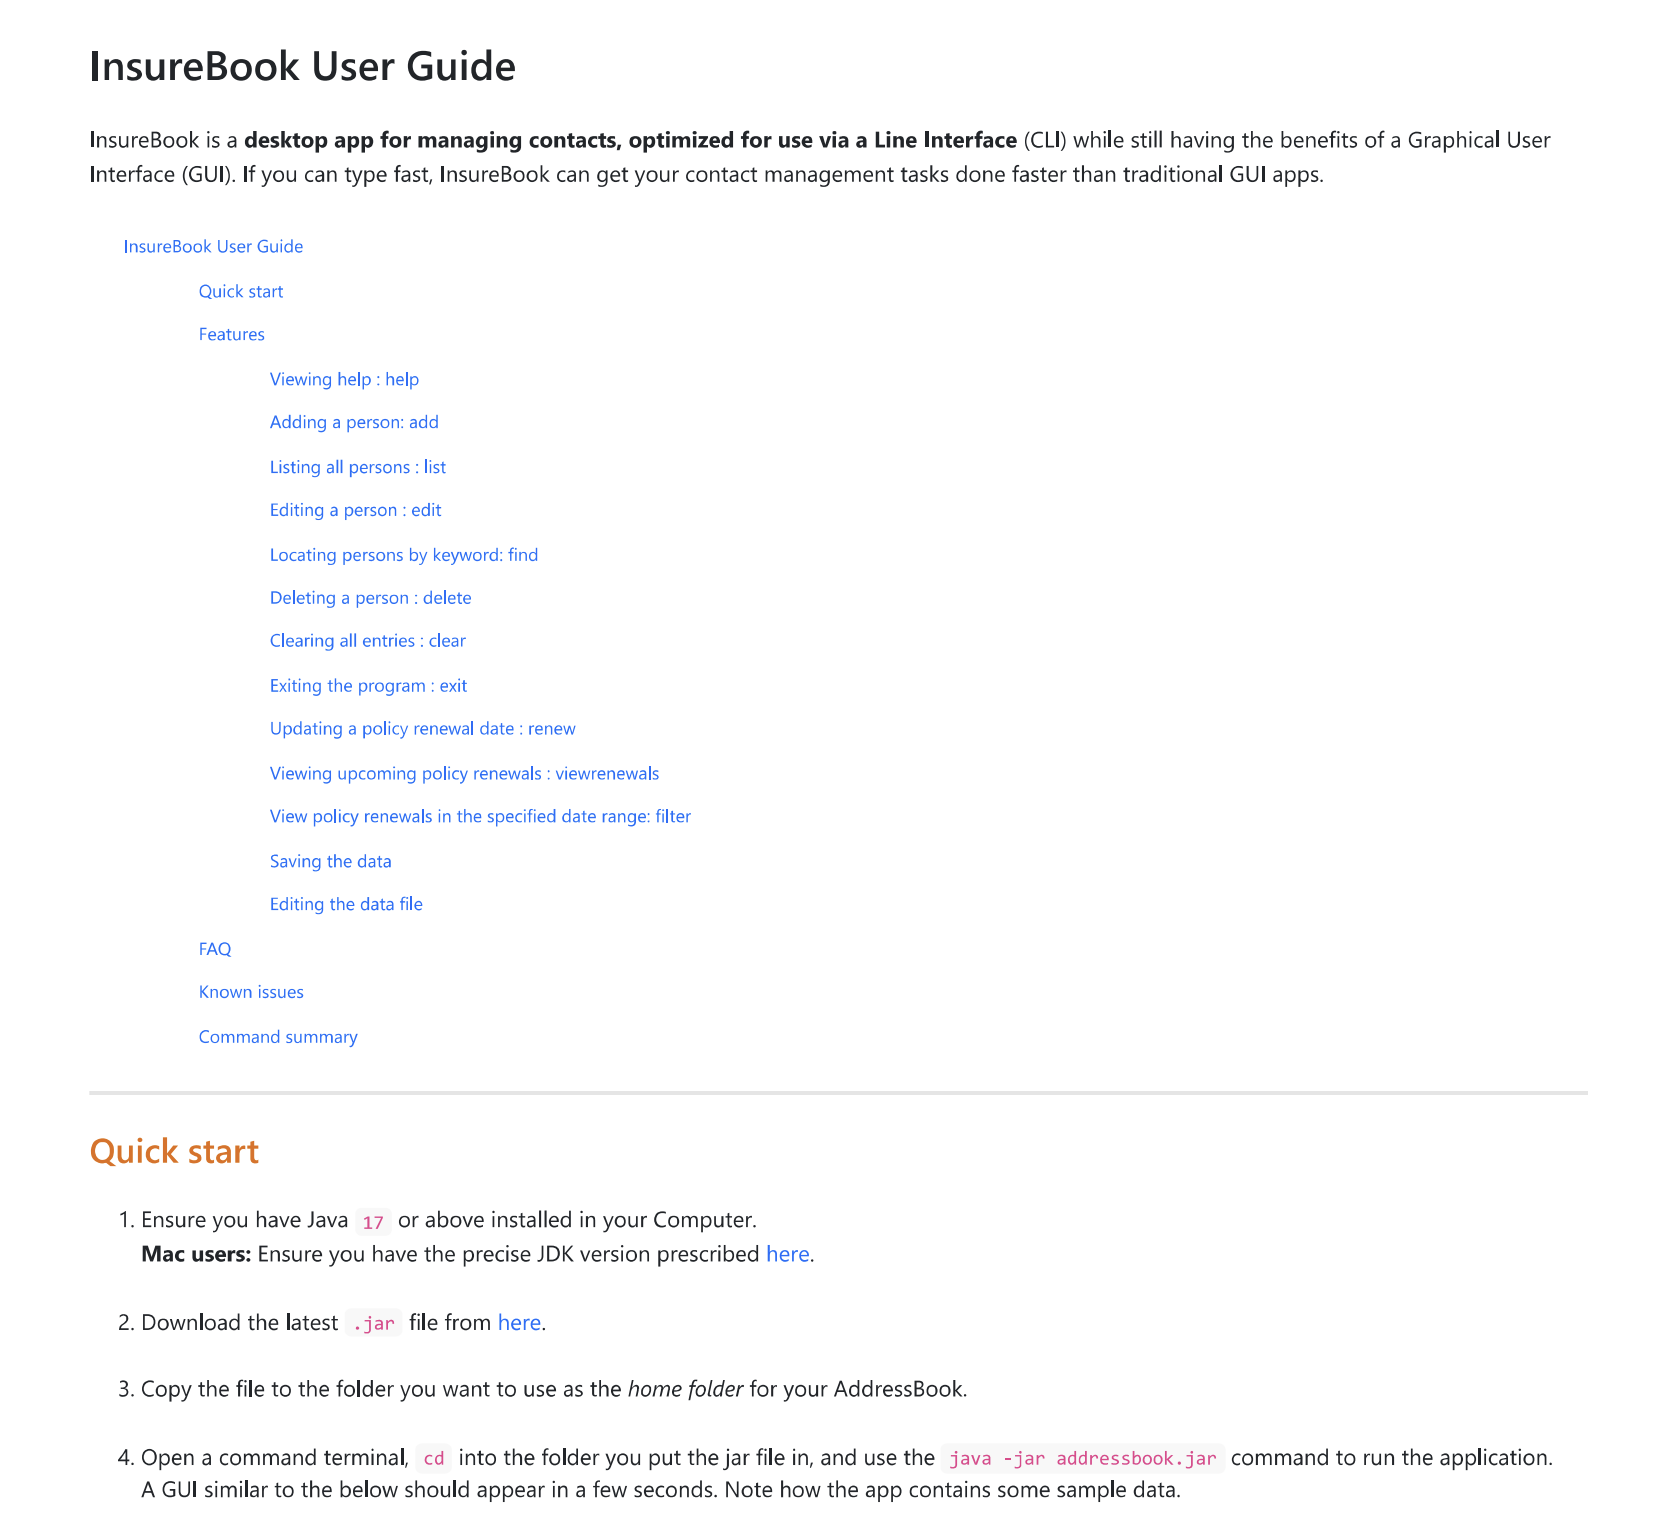 InsureBook User Guide
InsureBook is a desktop app for managing contacts, optimized for use via a Line Interface (CLI) while still having the benefits of a Graphical User
Interface (GUI). If you can type fast, InsureBook can get your contact management tasks done faster than traditional GUI apps.
InsureBook User Guide
Quick start
Features
Viewing help : help
Adding a person: add
Listing all persons : list
Editing a person : edit
Locating persons by keyword: find
Deleting a person : delete
Clearing all entries : clear
Exiting the program : exit
Updating a policy renewal date : renew
Viewing upcoming policy renewals : viewrenewals
View policy renewals in the specified date range: filter
Saving the data
Editing the data file
FAQ
Known issues
Command summary
Quick start
1. Ensure you have Java 17 or above installed in your Computer.
Mac users: Ensure you have the precise JDK version prescribed here.
2. Download the latest .jar file from here.
3. Copy the file to the folder you want to use as the home folder for your AddressBook.
4. Open a command terminal, cd into the folder you put the jar file in, and use the java -jar addressbook.jar command to run the application.
A GUI similar to the below should appear in a few seconds. Note how the app contains some sample data.